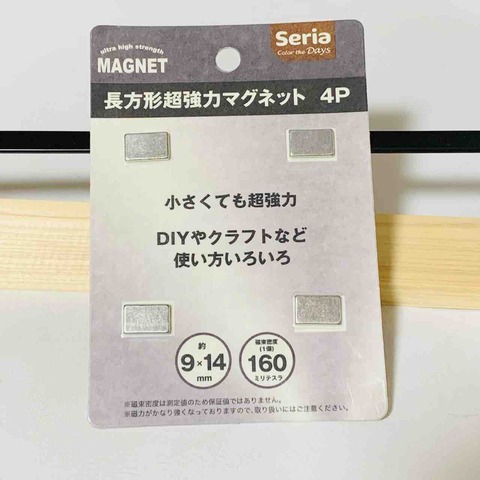 ultra high strength
MAGNET
Seria
Color the Days
長方形超強力マグネット 4P
小さくても超強力
DIYやクラフトなど
使い方いろいろ
約
9×14
mm
磁束密度
(1個)
160
ミリテスラ
※磁束密度は測定値のため保証値ではありません。
※磁力がかなり強くなっておりますので、取り扱いにはご注意ください。